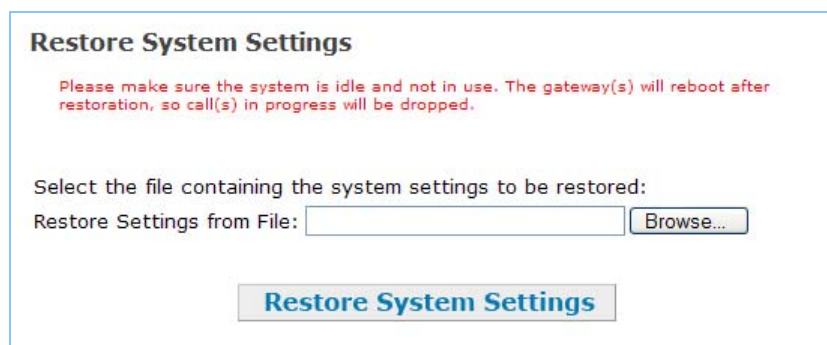 Restore System Settings
Please make sure the system is idle and not in use. The gateway(s) will reboot after
restoration, so call(s) in progress will be dropped.
Select the file containing the system settings to be restored:
Restore Settings from File: Browse...
Restore System Settings